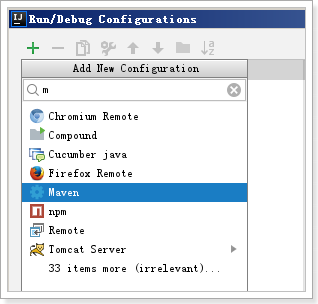 IJ Run/Debug Configurations
Add New Configuration
m
Chromium Remote
Compound
Cucumber java
Firefox Remote
Maven
npm
Remote
Tomcat Server
33 items more (irrelevant)...